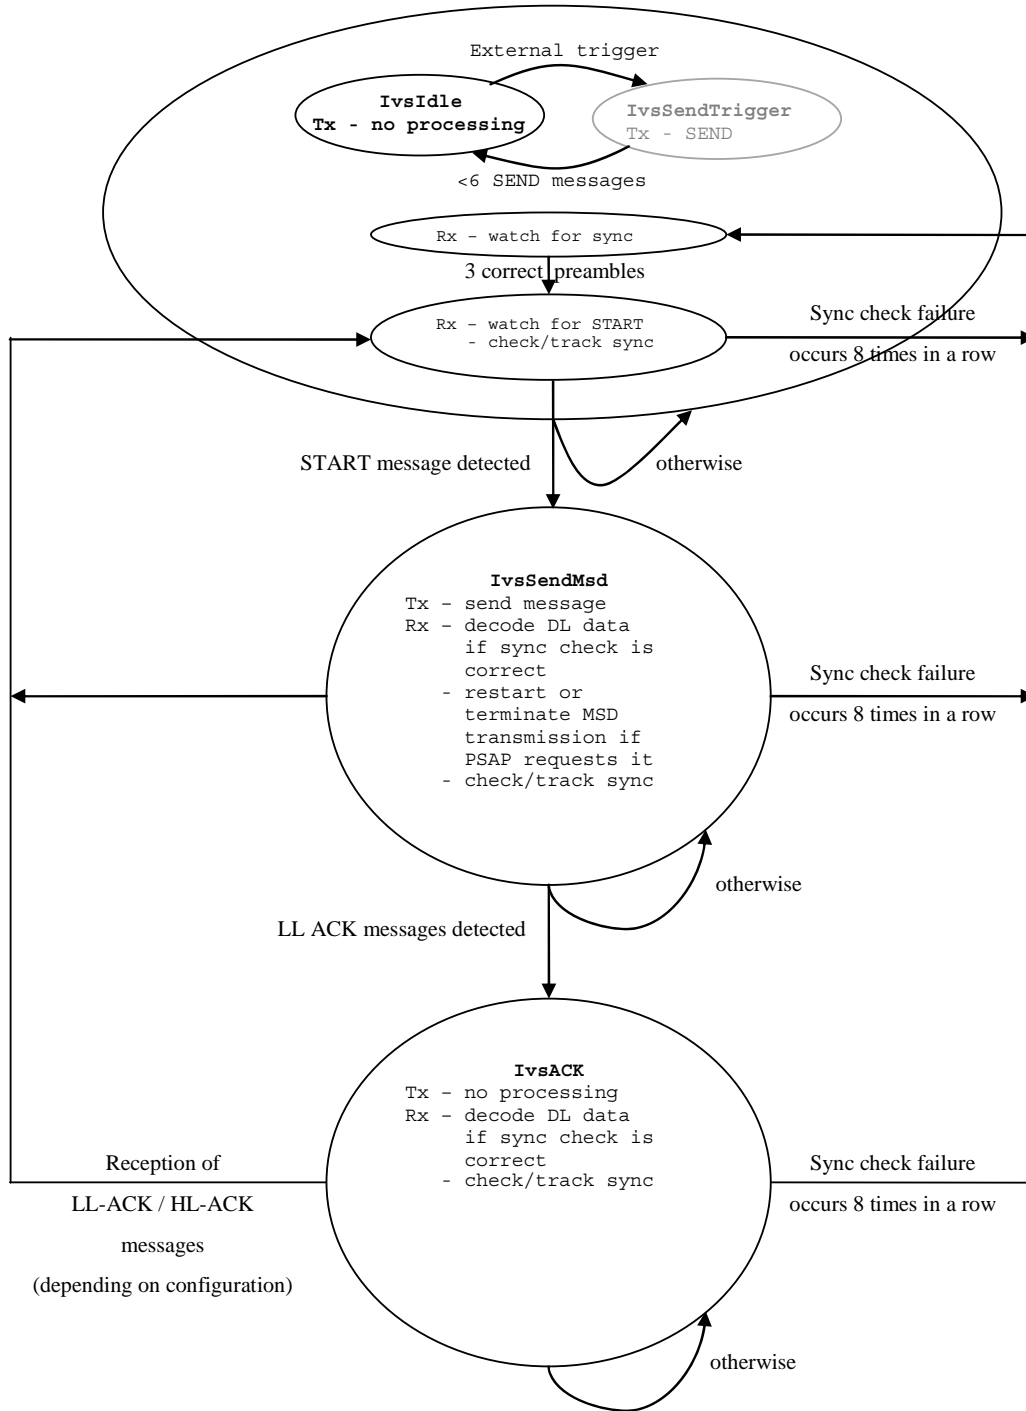 External trigger
IvsIdle
Tx - no processing
IvsSendTrigger
Tx - SEND
<6 SEND messages
Rx – watch for sync
3 correct preambles
Rx – watch for START
- check/track sync
Sync check failure
occurs 8 times in a row
START message detected
otherwise
IvsSendMsd
Tx – send message
Rx – decode DL data
if sync check is
correct
- restart or
terminate MSD
transmission if
PSAP requests it
- check/track sync
Sync check failure
occurs 8 times in a row
otherwise
LL ACK messages detected
IvsACK
Tx – no processing
Rx – decode DL data
if sync check is
correct
- check/track sync
Reception of
LL-ACK / HL-ACK
messages
(depending on configuration)
Sync check failure
occurs 8 times in a row
otherwise